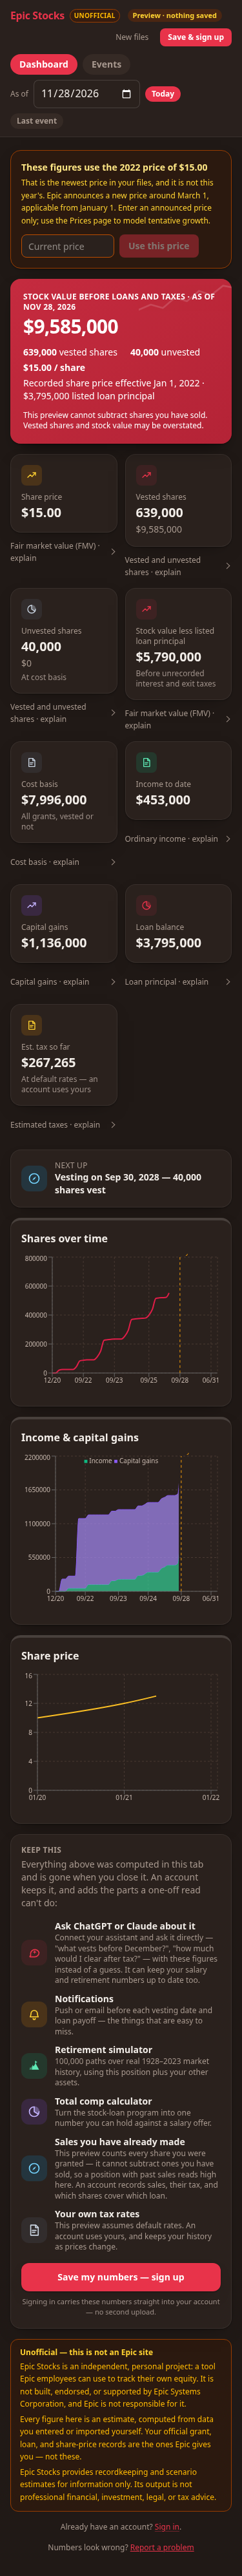 Epic Stocks
UNOFFICIAL
Preview · nothing saved
New files
Save & sign up
Dashboard
Events
As of
11/28/2026
Today
Last event
These figures use the 2022 price of $15.00
That is the newest price in your files, and it is not this
year's. Epic announces a new price around March 1,
applicable from January 1. Enter an announced price
only; use the Prices page to model tentative growth.
Current price
Use this price
STOCK VALUE BEFORE LOANS AND TAXES · AS OF
NOV 28, 2026
$9,585,000
639,000 vested shares
40,000 unvested
$15.00 / share
Recorded share price effective Jan 1, 2022 ·
$3,795,000 listed loan principal
This preview cannot subtract shares you have sold.
Vested shares and stock value may be overstated.
Share price
$15.00
Fair market value (FMV) ·
explain
Vested shares
639,000
$9,585,000
Vested and unvested
shares · explain
Unvested shares
40,000
$0
At cost basis
Vested and unvested
shares · explain
Stock value less listed
loan principal
$5,790,000
Before unrecorded
interest and exit taxes
Fair market value (FMV) ·
explain
Cost basis
$7,996,000
All grants, vested or
not
Cost basis · explain
Income to date
$453,000
Ordinary income · explain
Capital gains
$1,136,000
Capital gains · explain
Loan balance
$3,795,000
Loan principal · explain
Est. tax so far
$267,265
At default rates — an
account uses yours
Estimated taxes · explain
NEXT UP
Vesting on Sep 30, 2028 — 40,000
shares vest
Shares over time
800000
600000
400000
200000
0
12/20 09/22 09/23 09/25 09/28 06/31
Income & capital gains
2200000
Income Capital gains
1650000
1100000
550000
0
12/20 09/22 09/23 09/24 09/28 06/31
Share price
16
12
8
4
0
01/20 01/21 01/22
KEEP THIS
Everything above was computed in this tab
and is gone when you close it. An account
keeps it, and adds the parts a one-off read
can't do:
Ask ChatGPT or Claude about it
Connect your assistant and ask it directly —
"what vests before December?", "how much
would I clear after tax?" — with these figures
instead of a guess. It can keep your salary
and retirement numbers up to date too.
Notifications
Push or email before each vesting date and
loan payoff — the things that are easy to
miss.
Retirement simulator
100,000 paths over real 1928–2023 market
history, using this position plus your other
assets.
Total comp calculator
Turn the stock-loan program into one
number you can hold against a salary offer.
Sales you have already made
This preview counts every share you were
granted — it cannot subtract ones you have
sold, so a position with past sales reads high
here. An account records sales, their tax, and
which shares cover which loan.
Your own tax rates
This preview assumes default rates. An
account uses yours, and keeps your history
as prices change.
Save my numbers — sign up
Signing in carries these numbers straight into your account
— no second upload.
Unofficial — this is not an Epic site
Epic Stocks is an independent, personal project: a tool
Epic employees can use to track their own equity. It is
not built, endorsed, or supported by Epic Systems
Corporation, and Epic is not responsible for it.
Every figure here is an estimate, computed from data
you entered or imported yourself. Your official grant,
loan, and share-price records are the ones Epic gives
you — not these.
Epic Stocks provides recordkeeping and scenario
estimates for information only. Its output is not
professional financial, investment, legal, or tax advice.
Already have an account? Sign in.
Numbers look wrong? Report a problem